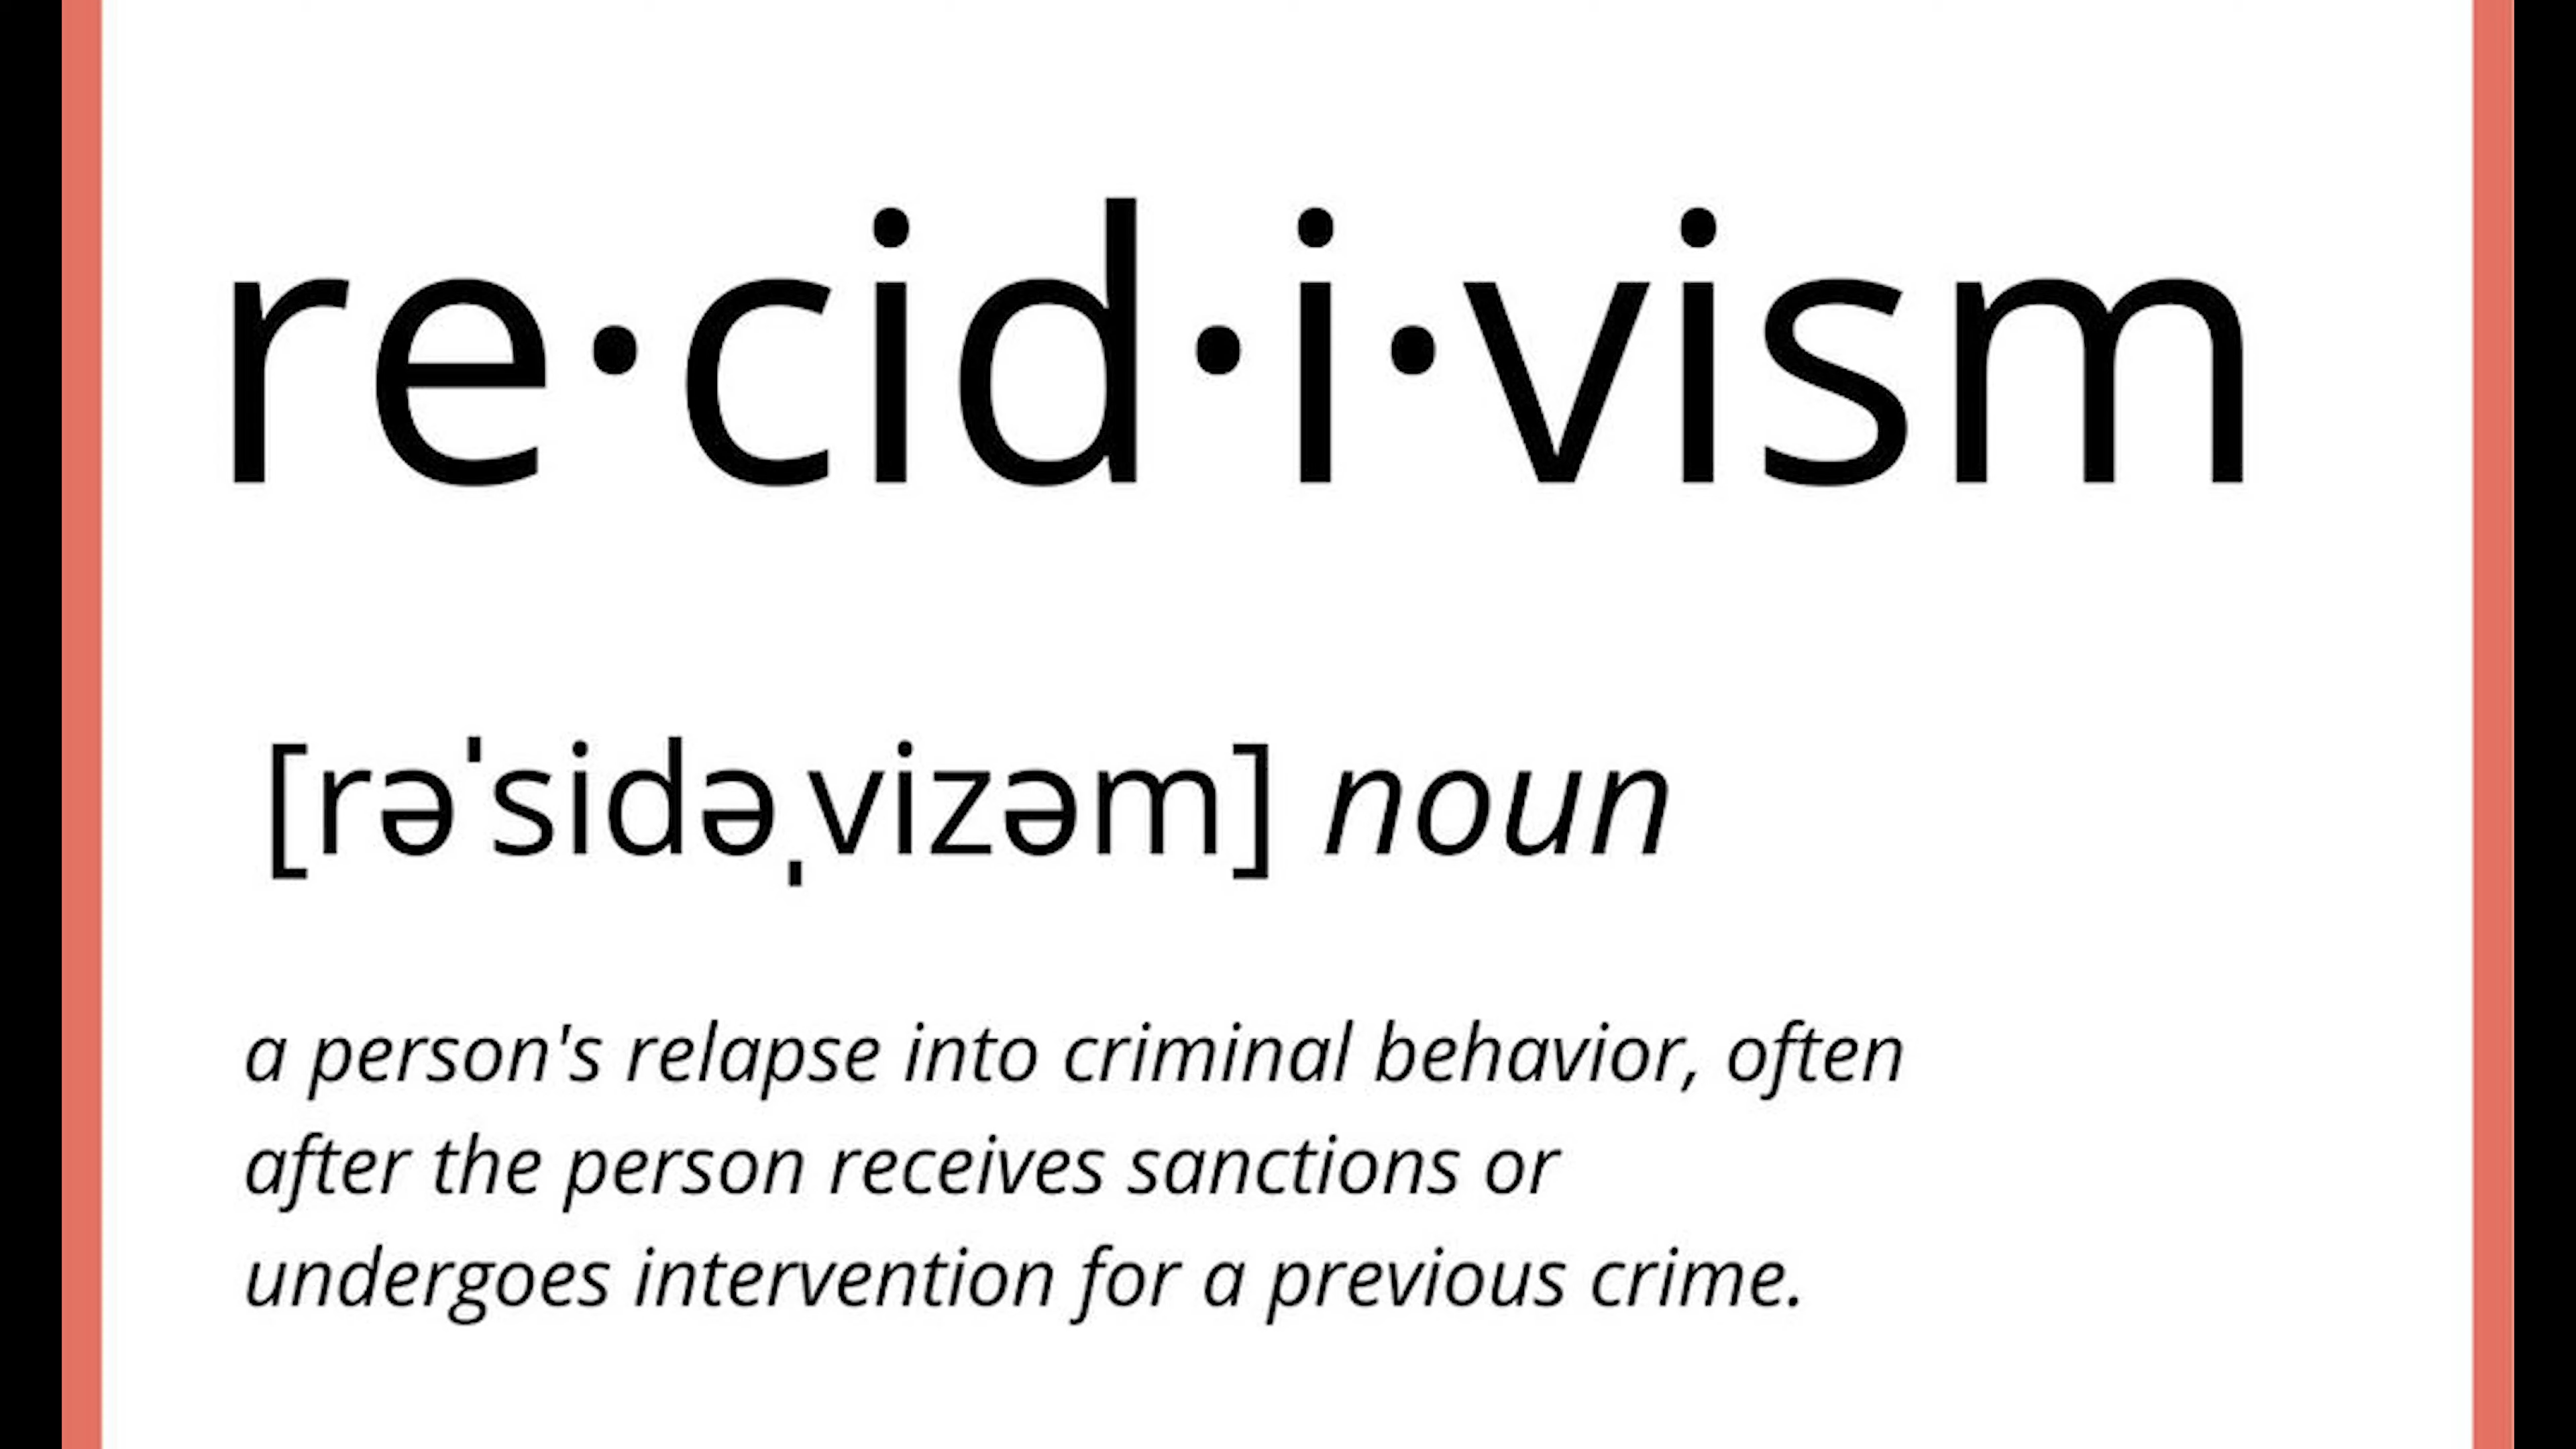 re·cid·i·vism
[rəˈsidəˌvizəm] noun
a person's relapse into criminal behavior, often
after the person receives sanctions or
undergoes intervention for a previous crime.